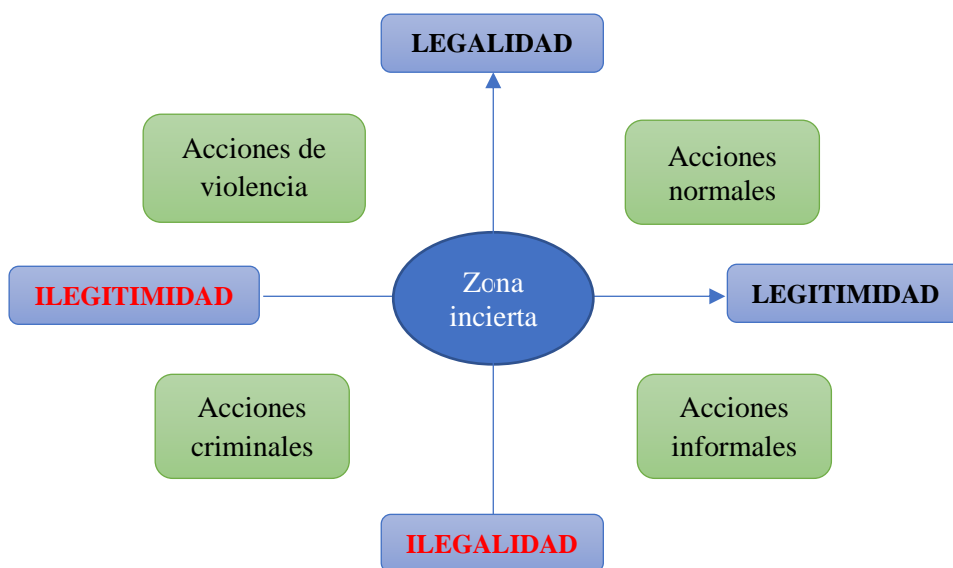 LEGALIDAD
Acciones de
violencia
Acciones
normales
ILEGITIMIDAD
Zona
incierta
LEGITIMIDAD
Acciones
criminales
Acciones
informales
ILEGALIDAD